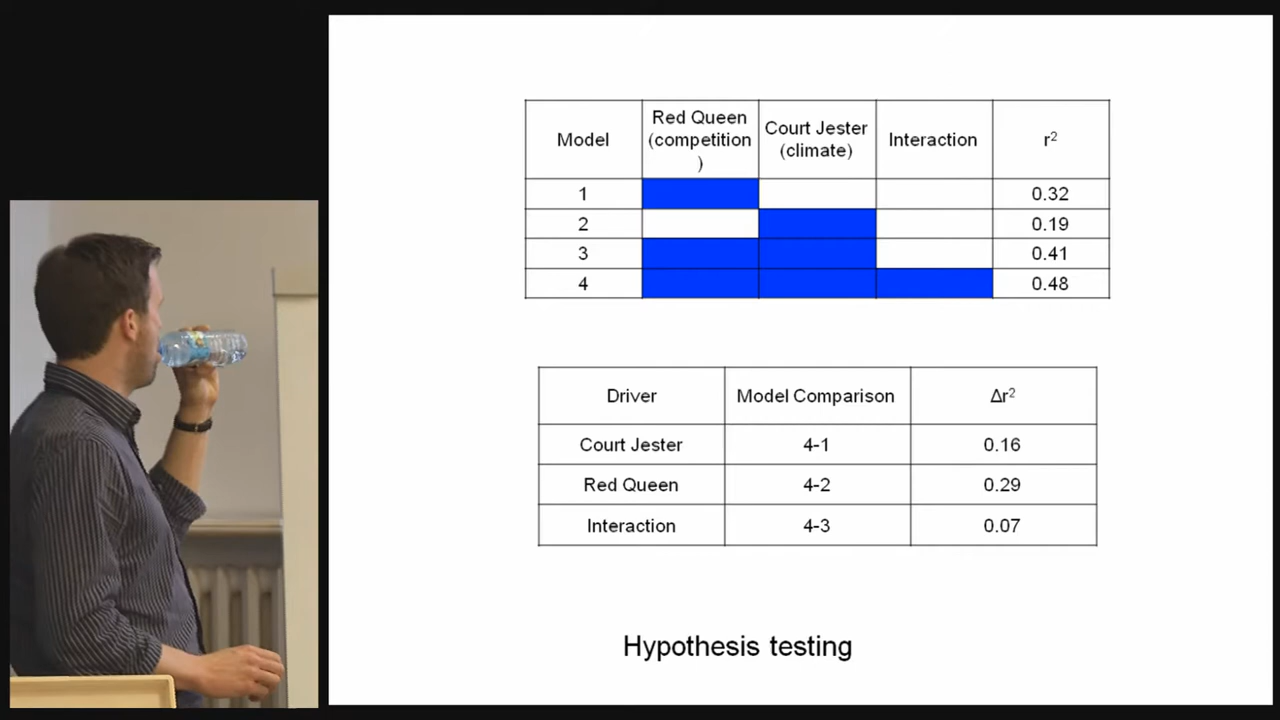 Model Red Queen (competition) Court Jester (climate) Interaction r²
1 0.32
2 0.19
3 0.41
4 0.48
Driver Model Comparison Δr²
Court Jester 4-1 0.16
Red Queen 4-2 0.29
Interaction 4-3 0.07
Hypothesis testing